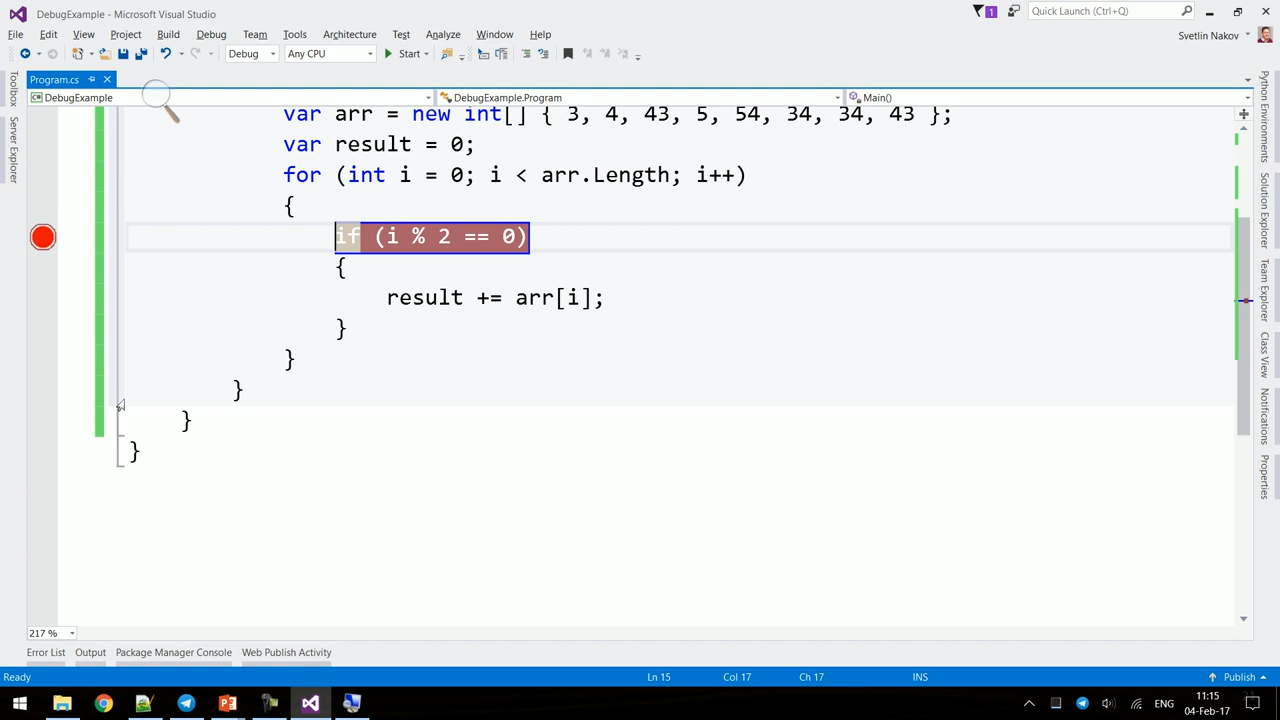 DebugExample - Microsoft Visual Studio
1
Quick Launch (Ctrl+Q)
File Edit View Project Build Debug Team Tools Architecture Test Analyze Window Help
Svetlin Nakov
Debug Any CPU Start
Program.cs
DebugExample DebugExample.Program Main()
var arr = new int[] { 3, 4, 43, 5, 54, 34, 34, 43 };
var result = 0;
for (int i = 0; i < arr.Length; i++)
{
if (i % 2 == 0)
{
result += arr[i];
}
}
}
}
}
Toolbox
Server Explorer
Python Environments
Solution Explorer
Team Explorer
Class View
Notifications
Properties
217 %
Error List Output Package Manager Console Web Publish Activity
Ready Ln 15 Col 17 Ch 17 INS Publish
ENG
11:15
04-Feb-17